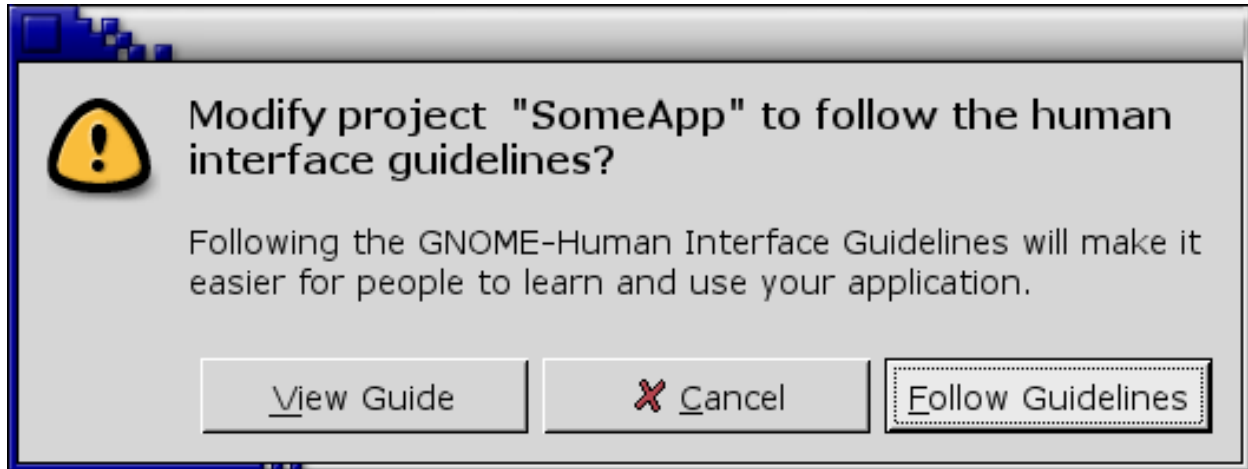 Modify project "SomeApp" to follow the human
interface guidelines?
Following the GNOME-Human Interface Guidelines will make it
easier for people to learn and use your application.
View Guide
Cancel
Follow Guidelines